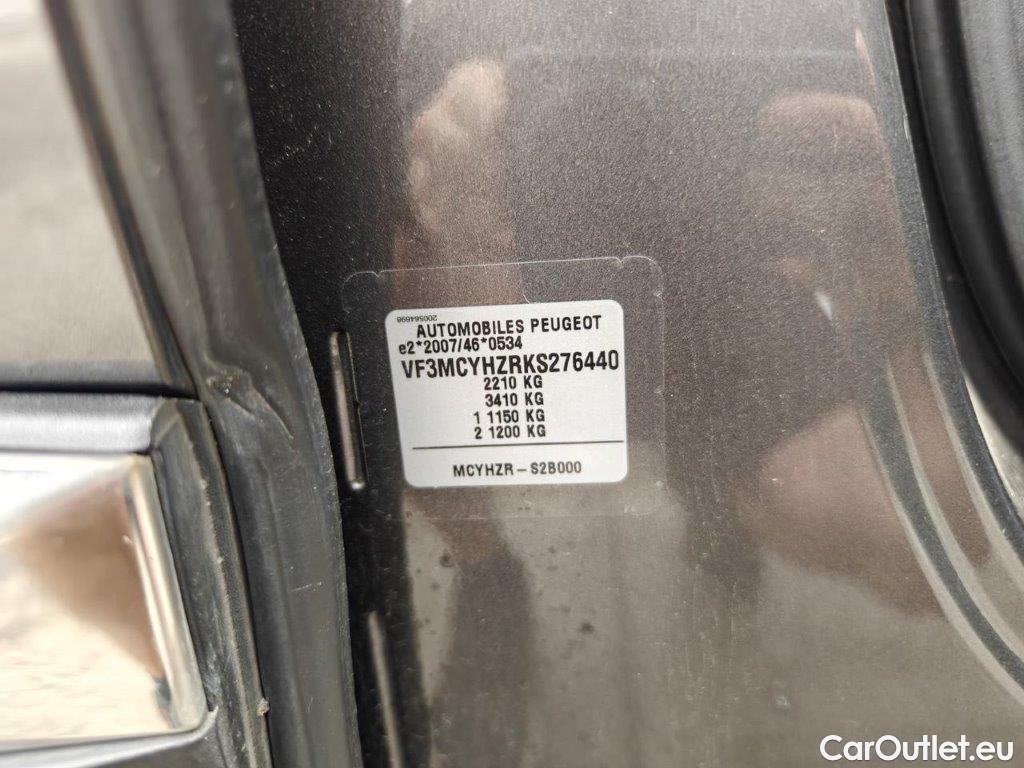 200564698
AUTOMOBILES PEUGEOT
e2*2007/46*0534
VF3MCYHZRKS276440
2210 KG
3410 KG
1 1150 KG
2 1200 KG
MCYHZR – S2B000
CarOutlet.eu